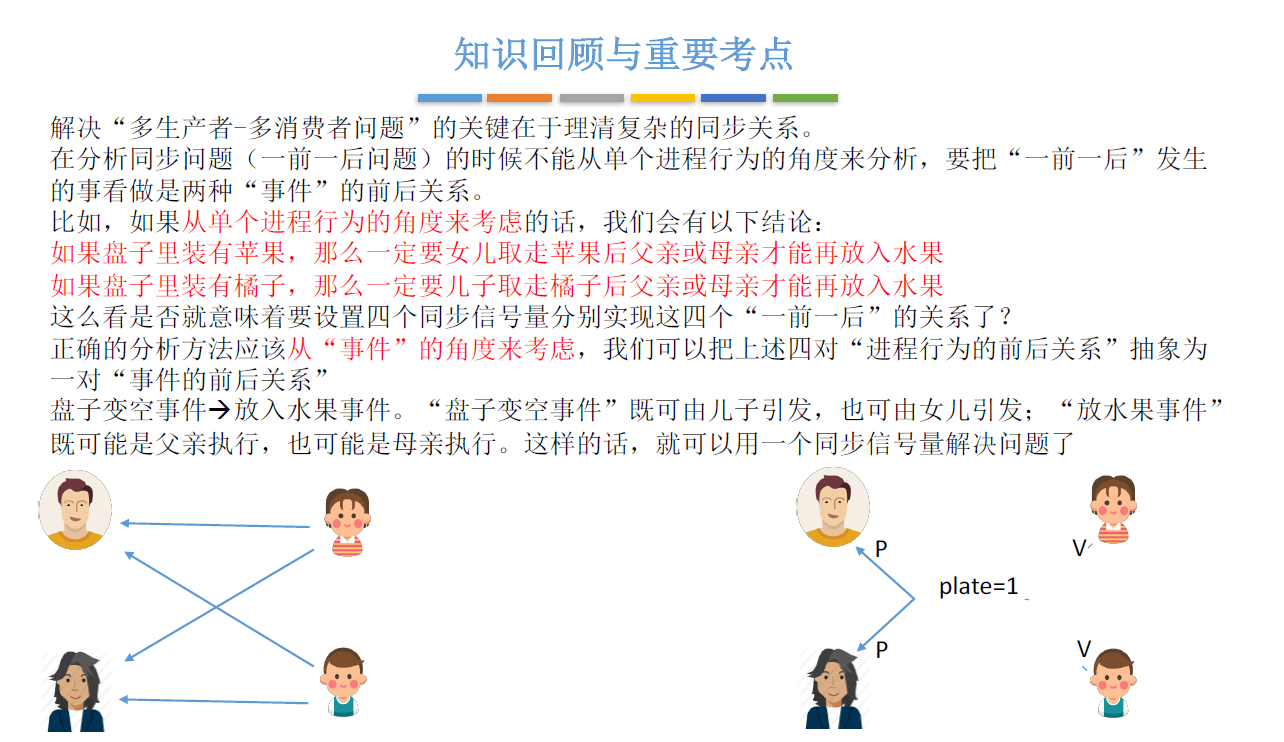 知识回顾与重要考点
解决“多生产者-多消费者问题”的关键在于理清复杂的同步关系。
在分析同步问题（一前一后问题）的时候不能从单个进程行为的角度来分析，要把“一前一后”发生
的事看做是两种“事件”的前后关系。
比如，如果从单个进程行为的角度来考虑的话，我们会有以下结论：
如果盘子里装有苹果，那么一定要女儿取走苹果后父亲或母亲才能再放入水果
如果盘子里装有橘子，那么一定要儿子取走橘子后父亲或母亲才能再放入水果
这么看是否就意味着要设置四个同步信号量分别实现这四个“一前一后”的关系了？
正确的分析方法应该从“事件”的角度来考虑，我们可以把上述四对“进程行为的前后关系”抽象为
一对“事件的前后关系”
盘子变空事件→放入水果事件。“盘子变空事件”既可由儿子引发，也可由女儿引发；“放水果事件”
既可能是父亲执行，也可能是母亲执行。这样的话，就可以用一个同步信号量解决问题了
P
V
plate=1
P
V